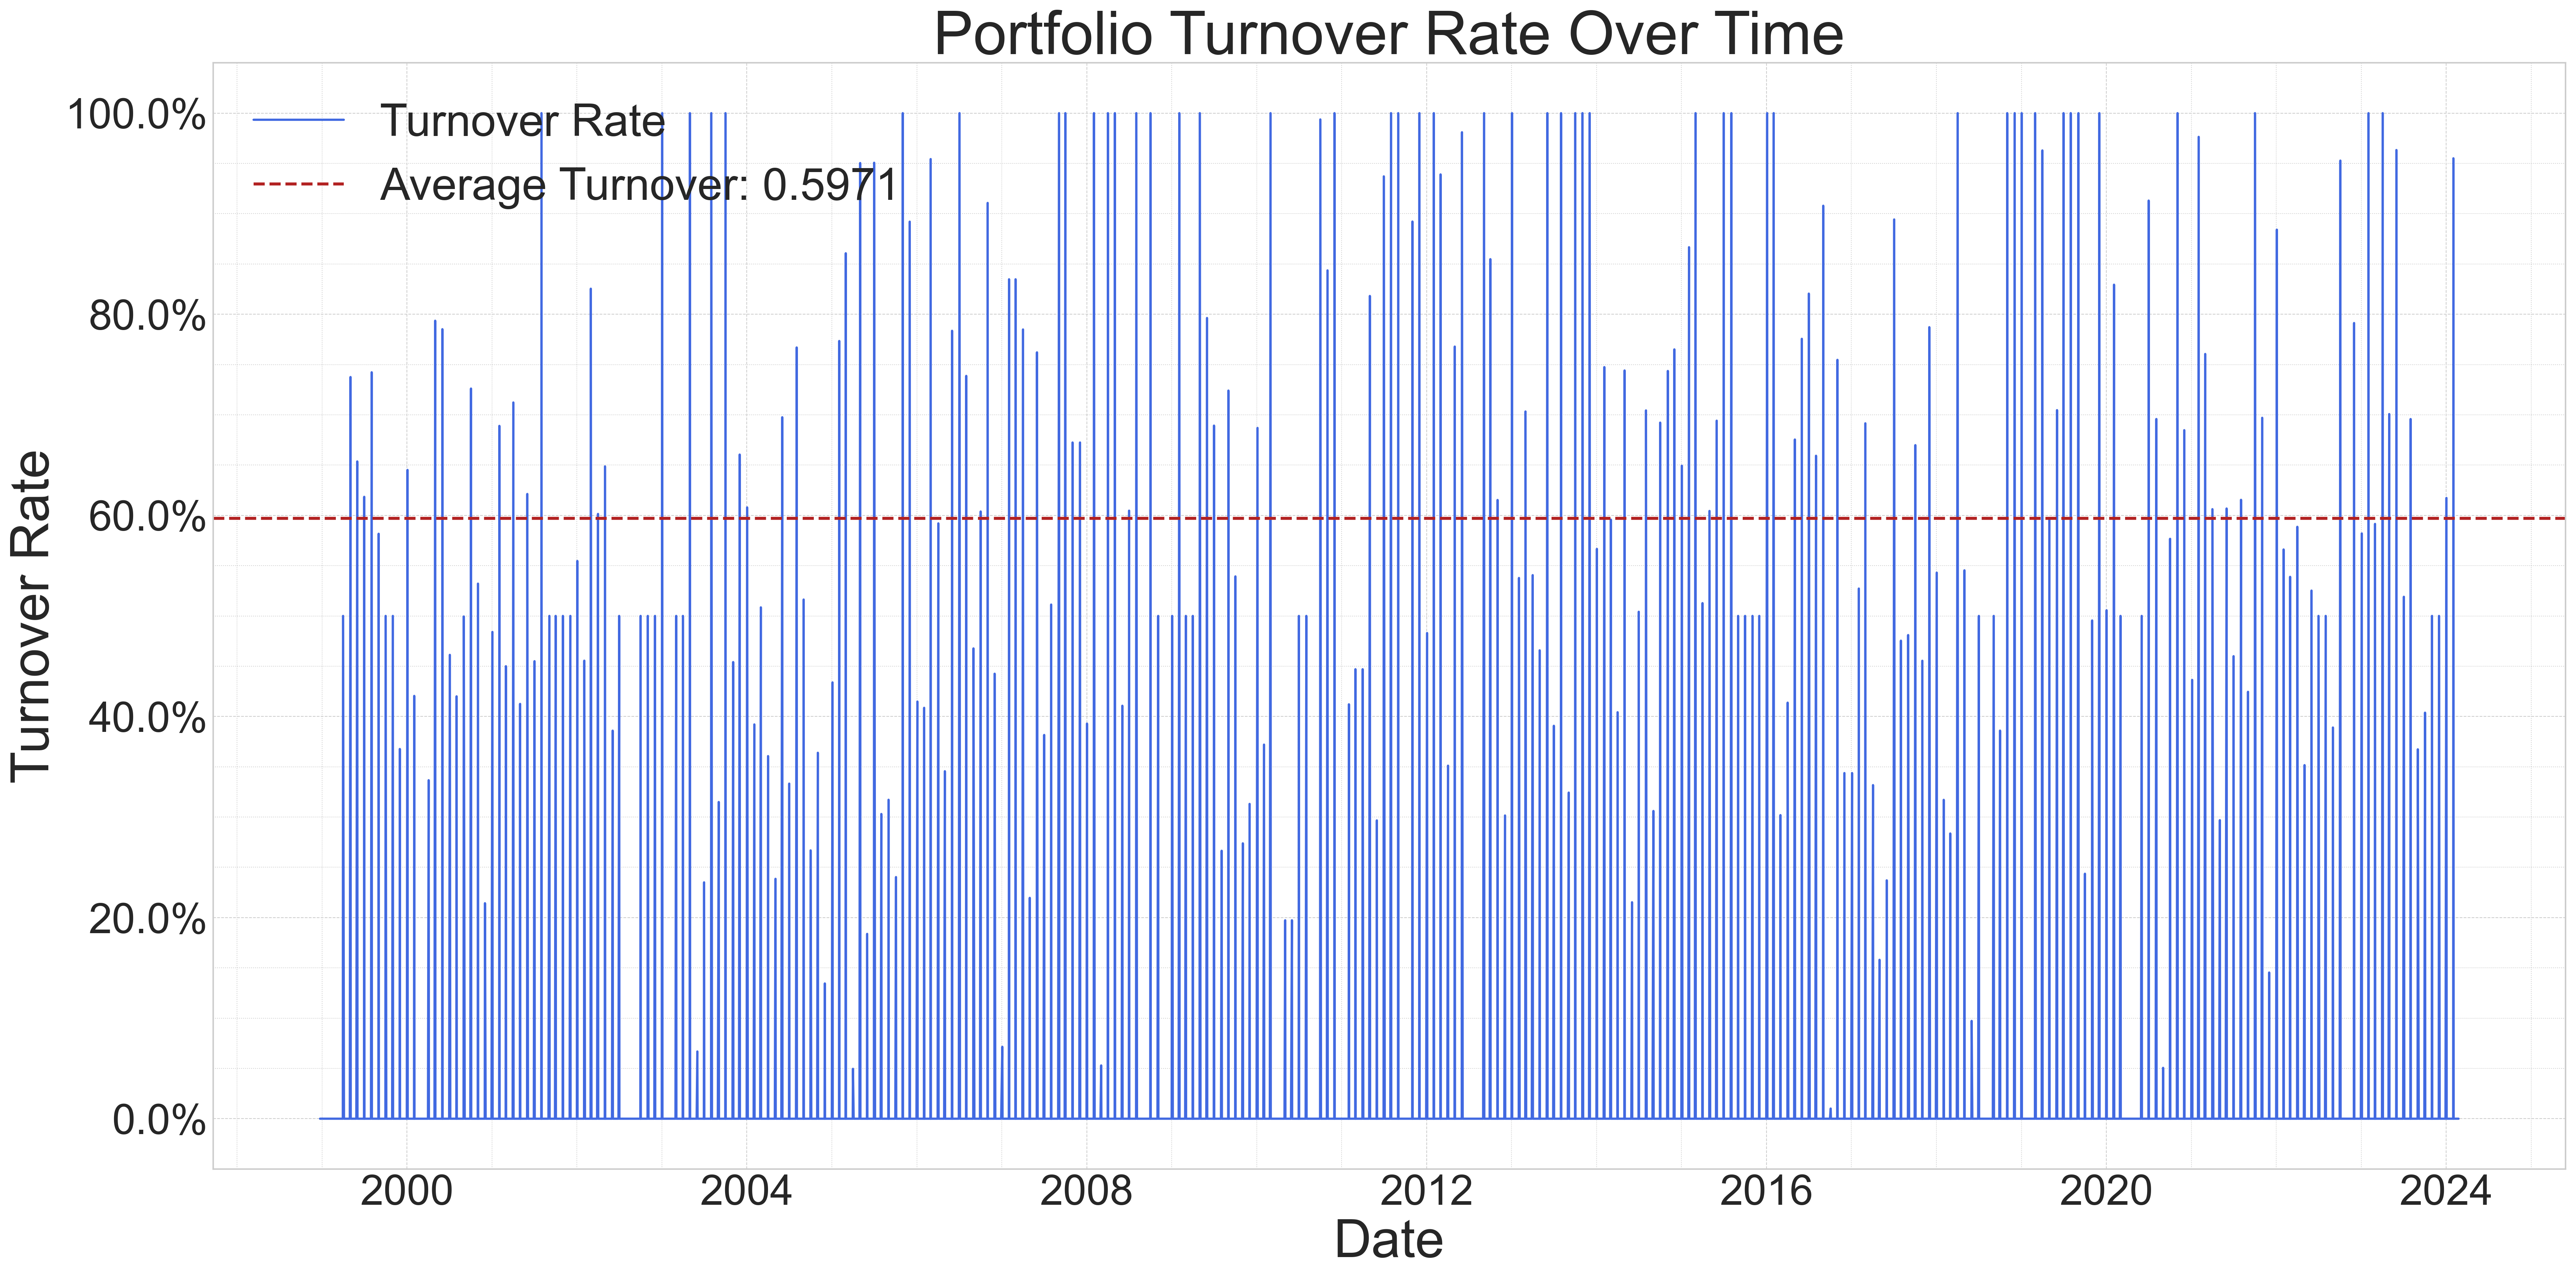 Portfolio Turnover Rate Over Time
Turnover Rate
Average Turnover: 0.5971
100.0%
80.0%
60.0%
40.0%
20.0%
0.0%
Turnover Rate
2000 2004 2008 2012 2016 2020 2024
Date